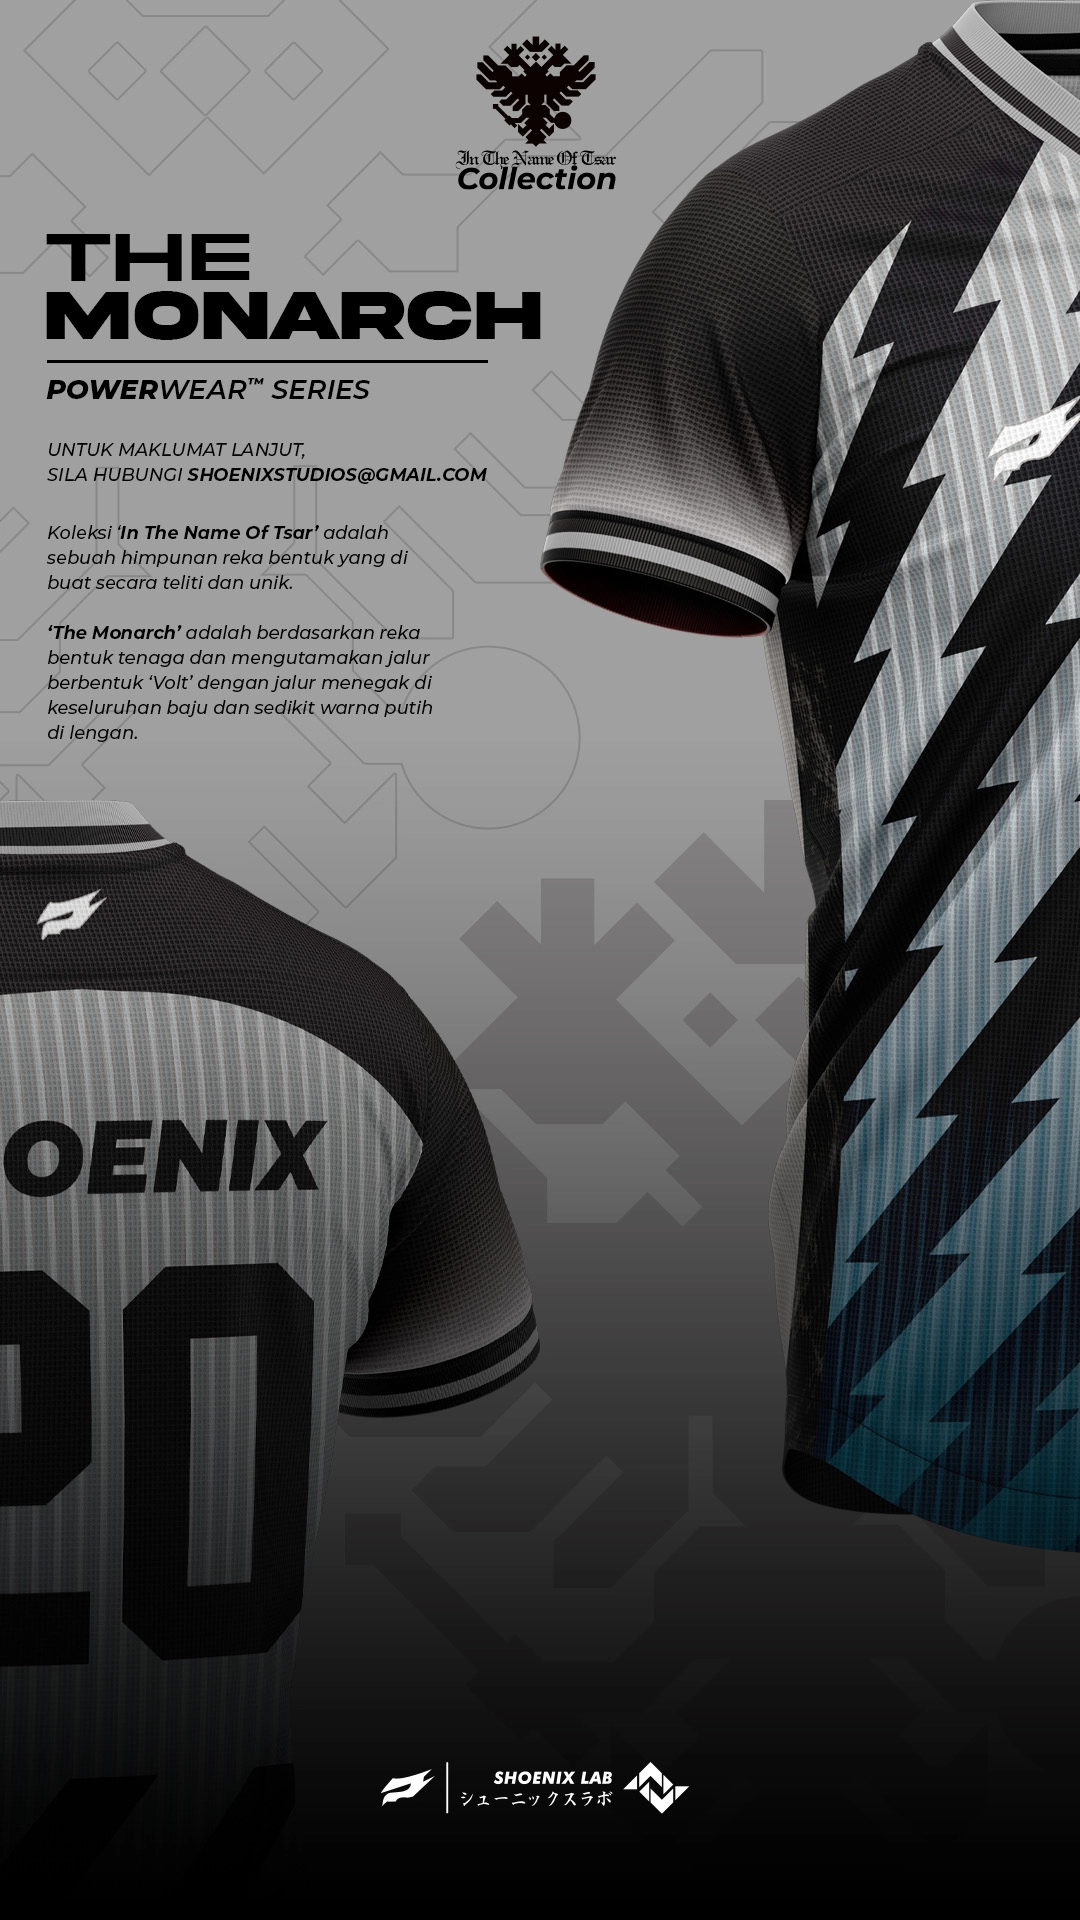 In The Name Of Tsar
Collection
THE
MONARCH
POWERWEAR™ SERIES
UNTUK MAKLUMAT LANJUT,
SILA HUBUNGI SHOENIXSTUDIOS@GMAIL.COM
Koleksi ‘In The Name Of Tsar’ adalah
sebuah himpunan reka bentuk yang di
buat secara teliti dan unik.
‘The Monarch’ adalah berdasarkan reka
bentuk tenaga dan mengutamakan jalur
berbentuk ‘Volt’ dengan jalur menegak di
keseluruhan baju dan sedikit warna putih
di lengan.
OENIX
20
SHOENIX LAB
シューニックスラボ